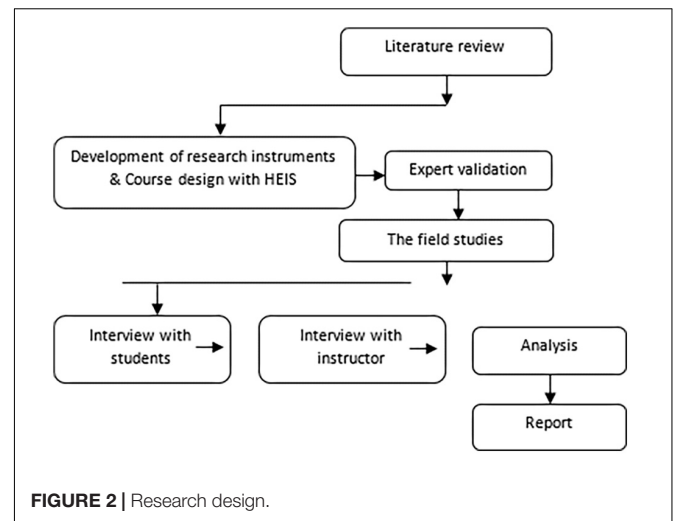 Literature review
Development of research instruments
& Course design with HEIS
Expert validation
The field studies
Interview with
students
Interview with
instructor
Analysis
Report
FIGURE 2 | Research design.